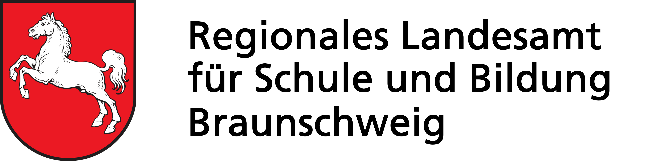 Regionales Landesamt
für Schule und Bildung
Braunschweig